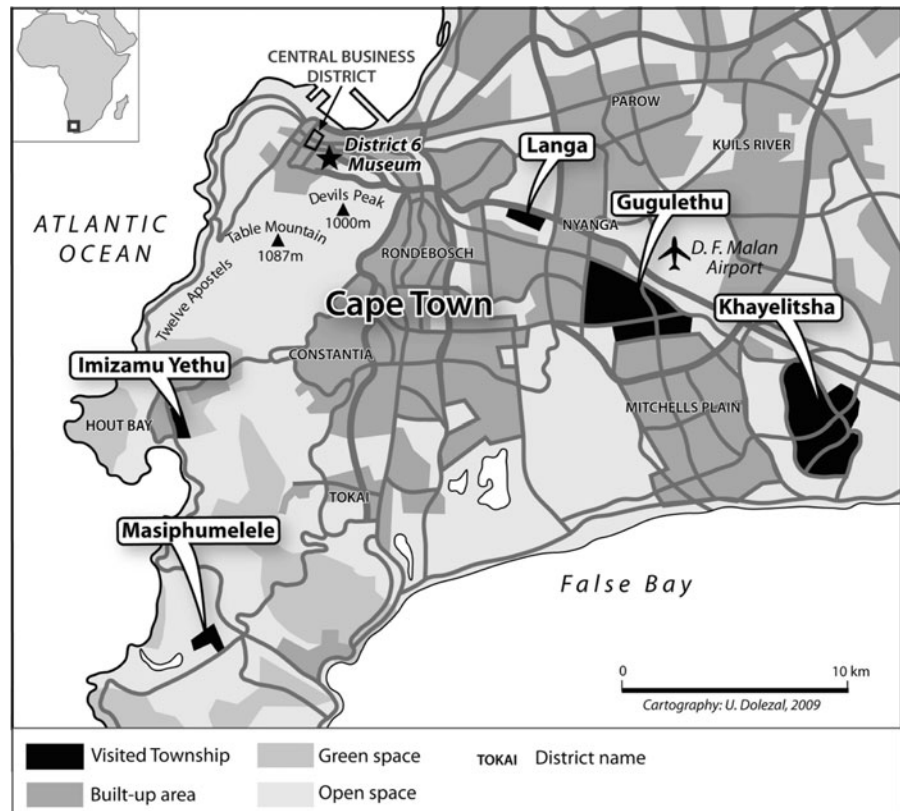 CENTRAL BUSINESS
DISTRICT
District 6
Museum
PAROW
KUILS RIVER
Langa
Gugulethu
NYANGA
D. F. Malan
Airport
Devils Peak
1000m
Table Mountain
1087m
ATLANTIC
OCEAN
Twelve Apostels
RONDEBOSCH
Cape Town
Khayelitsha
CONSTANTIA
Imizamu Yethu
HOUT BAY
MITCHELLS PLAIN
TOKAI
Masiphumelele
False Bay
0
10 km
Cartography: U. Dolezal, 2009
Visited Township
Green space
TOKAI District name
Built-up area
Open space